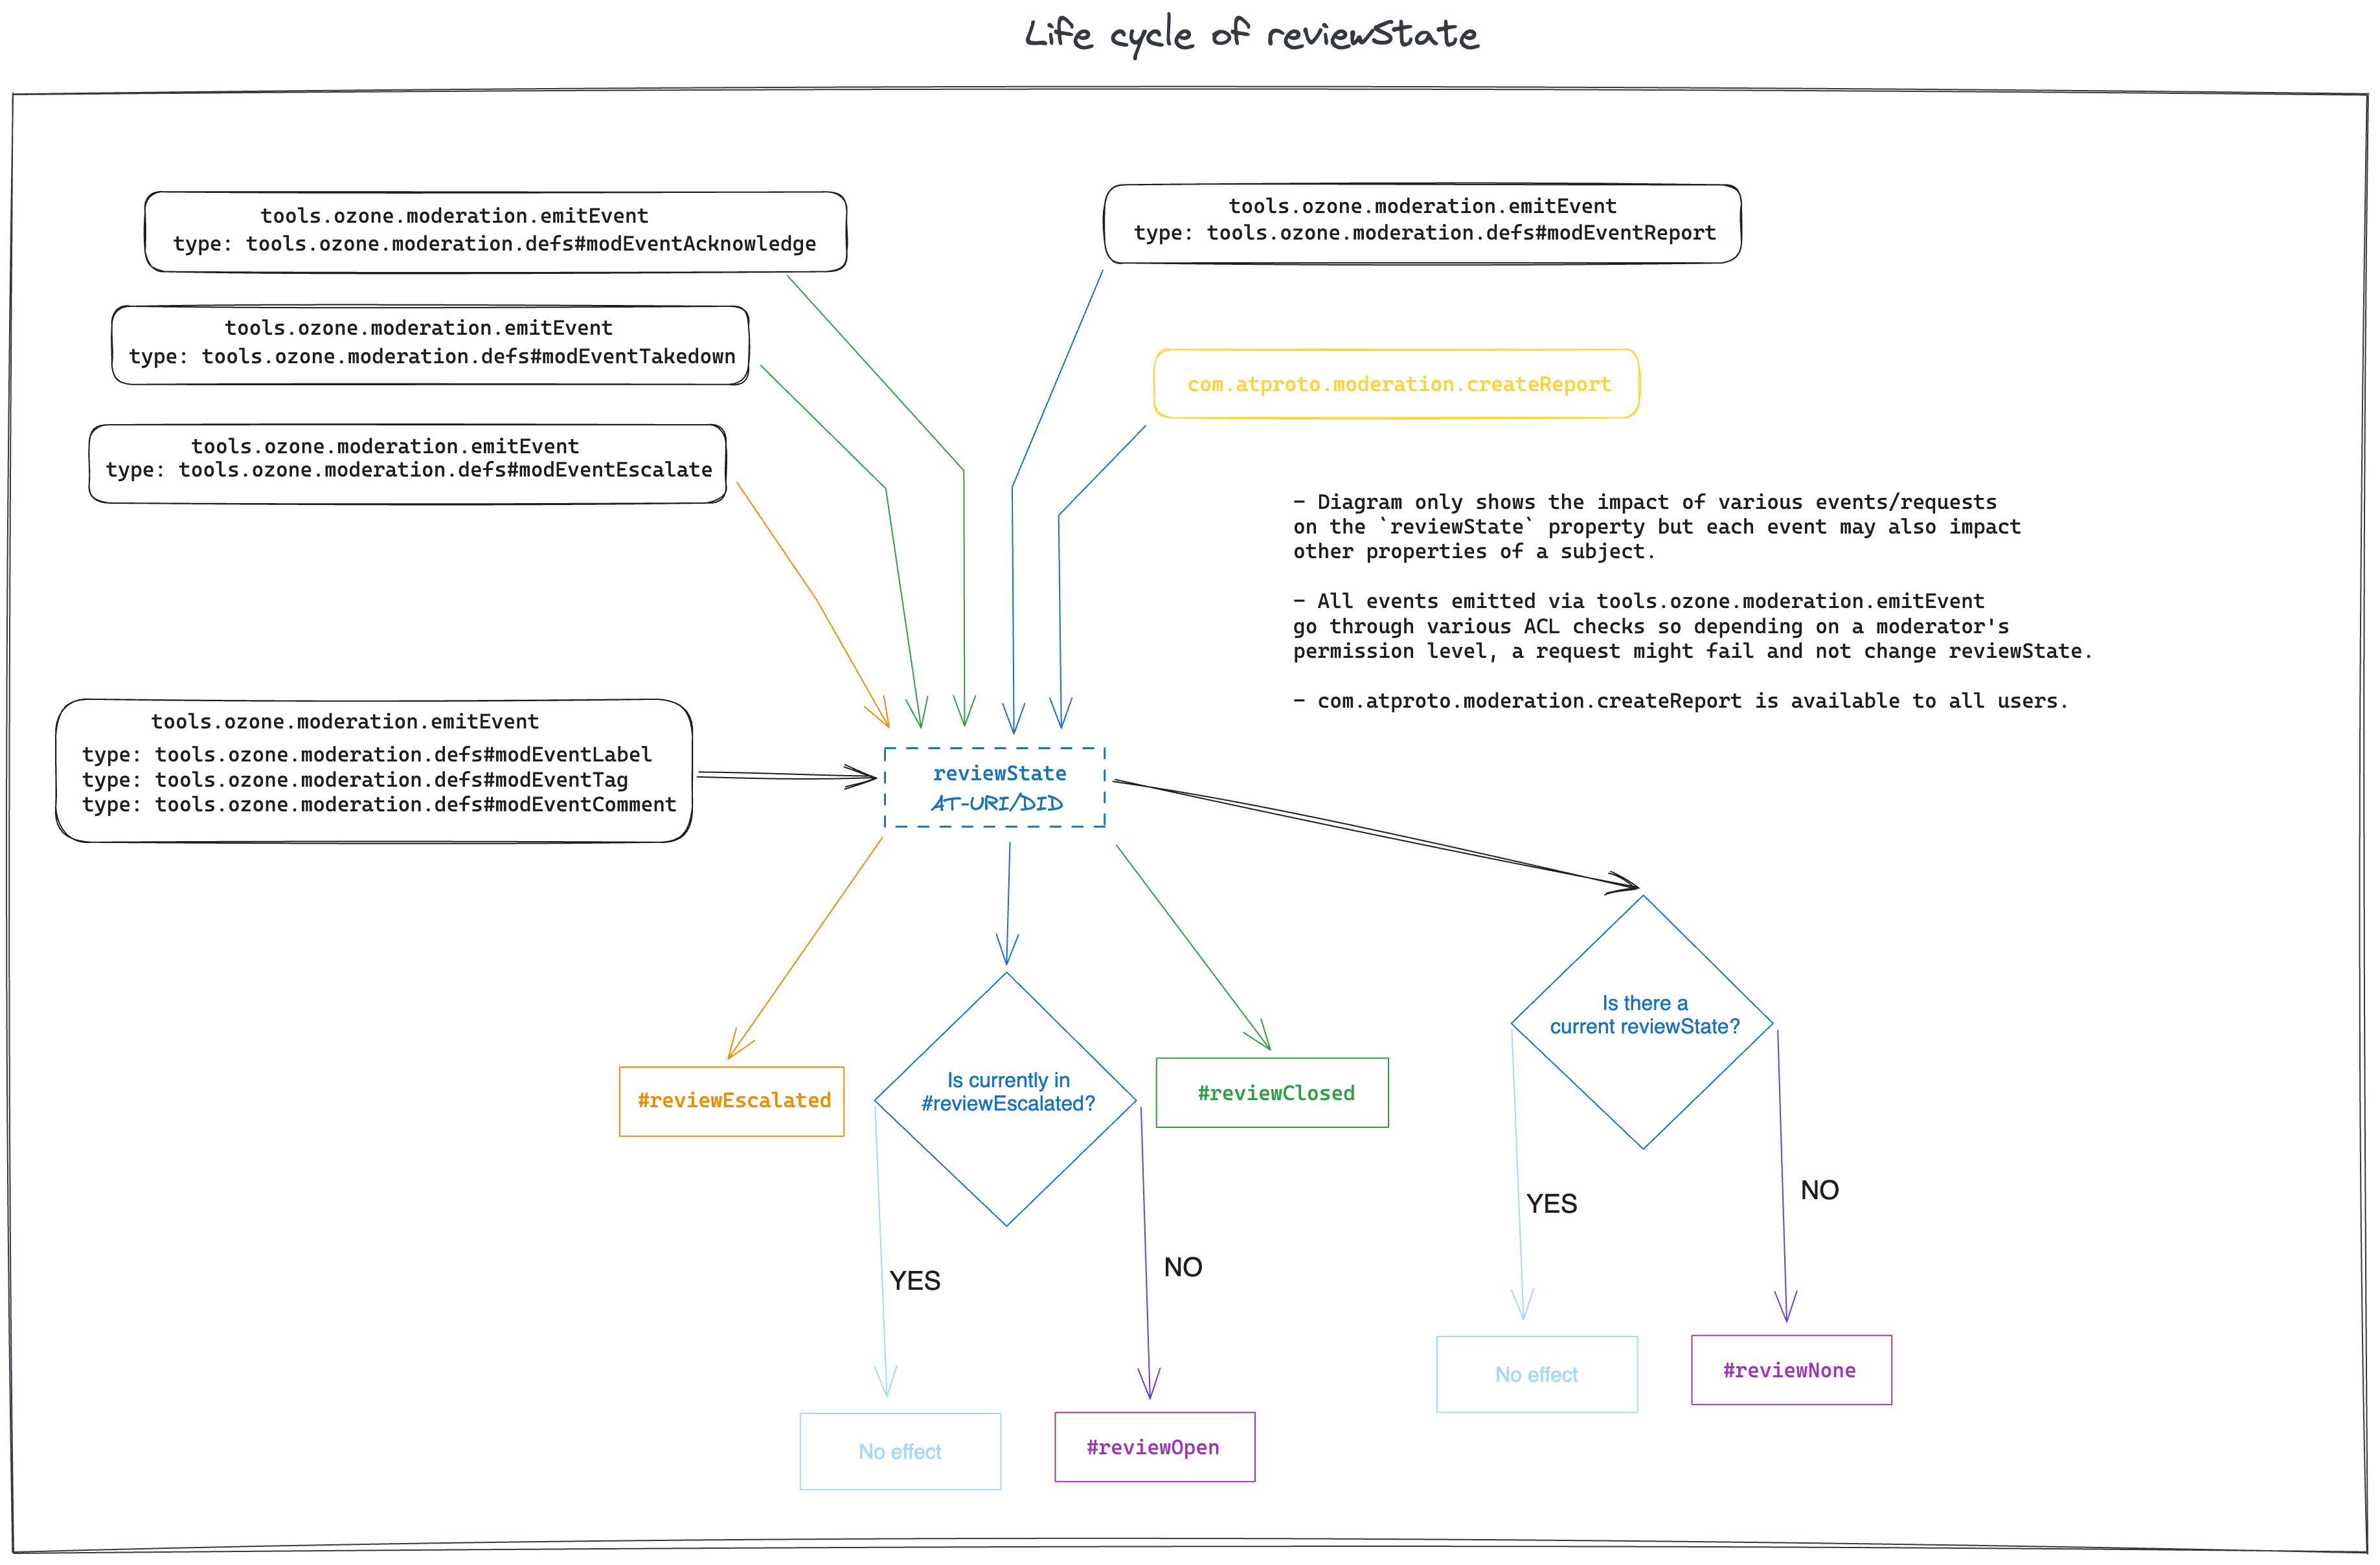 Life cycle of reviewState
tools.ozone.moderation.emitEvent
type: tools.ozone.moderation.defs#modEventAcknowledge
tools.ozone.moderation.emitEvent
type: tools.ozone.moderation.defs#modEventReport
tools.ozone.moderation.emitEvent
type: tools.ozone.moderation.defs#modEventTakedown
com.atproto.moderation.createReport
tools.ozone.moderation.emitEvent
type: tools.ozone.moderation.defs#modEventEscalate
- Diagram only shows the impact of various events/requests
on the `reviewState` property but each event may also impact
other properties of a subject.
- All events emitted via tools.ozone.moderation.emitEvent
go through various ACL checks so depending on a moderator's
permission level, a request might fail and not change reviewState.
- com.atproto.moderation.createReport is available to all users.
tools.ozone.moderation.emitEvent
type: tools.ozone.moderation.defs#modEventLabel
type: tools.ozone.moderation.defs#modEventTag
type: tools.ozone.moderation.defs#modEventComment
reviewState
AT-URI/DID
Is there a
current reviewState?
#reviewEscalated
Is currently in
#reviewEscalated?
#reviewClosed
YES
NO
YES
NO
No effect
#reviewNone
No effect
#reviewOpen